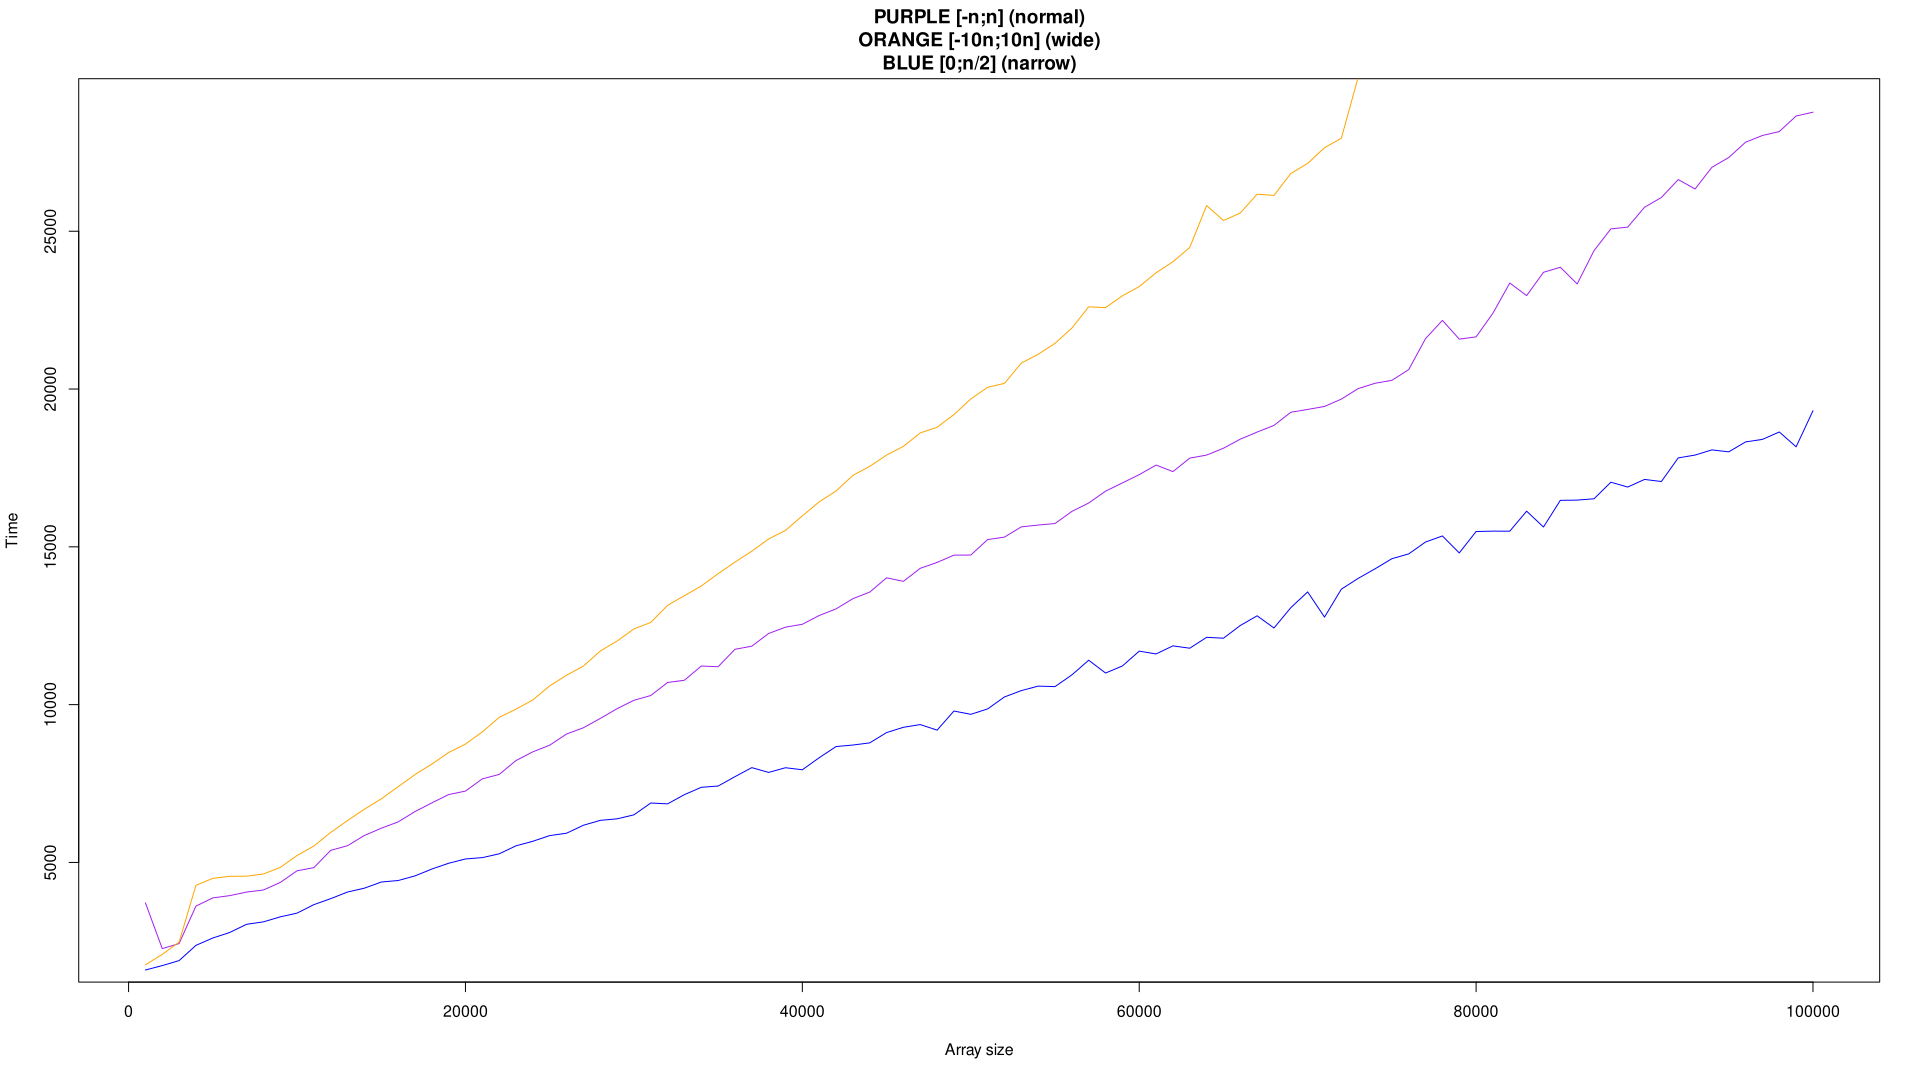 PURPLE [-n;n] (normal)
ORANGE [-10n;10n] (wide)
BLUE [0;n/2] (narrow)
Time
25000
20000
15000
10000
5000
0 20000 40000 60000 80000 100000
Array size